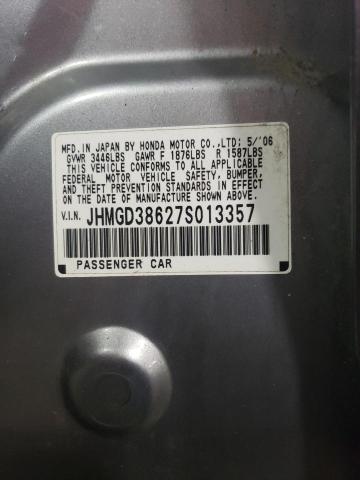 MFD. IN JAPAN BY HONDA MOTOR CO., LTD; 5/'06
GVWR 3446LBS GAWR F 1876LBS R 1587LBS
THIS VEHICLE CONFORMS TO ALL APPLICABLE
FEDERAL MOTOR VEHICLE SAFETY, BUMPER,
AND THEFT PREVENTION STANDARDS IN EFFECT
ON THE DATE OF MANUFACTURE SHOWN ABOVE.
V.I.N. JHMGD38627S013357
PASSENGER CAR